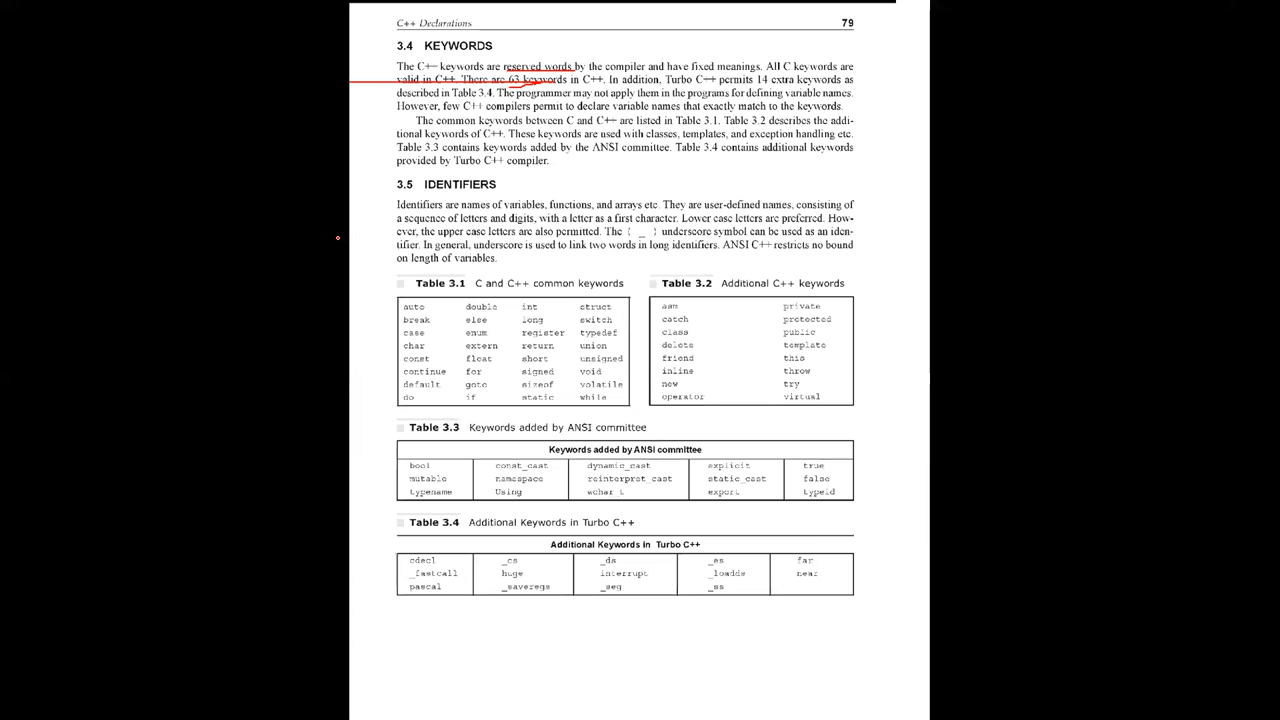 C++ Declarations 79
3.4 KEYWORDS
The C++ keywords are reserved words by the compiler and have fixed meanings. All C keywords are
valid in C++. There are 63 keywords in C++. In addition, Turbo C++ permits 14 extra keywords as
described in Table 3.4. The programmer may not apply them in the programs for defining variable names.
However, few C++ compilers permit to declare variable names that exactly match to the keywords.
The common keywords between C and C++ are listed in Table 3.1. Table 3.2 describes the addi-
tional keywords of C++. These keywords are used with classes, templates, and exception handling etc.
Table 3.3 contains keywords added by the ANSI committee. Table 3.4 contains additional keywords
provided by Turbo C++ compiler.
3.5 IDENTIFIERS
Identifiers are names of variables, functions, and arrays etc. They are user-defined names, consisting of
a sequence of letters and digits, with a letter as a first character. Lower case letters are preferred. How-
ever, the upper case letters are also permitted. The ( _ ) underscore symbol can be used as an iden-
tifier. In general, underscore is used to link two words in long identifiers. ANSI C++ restricts no bound
on length of variables.
Table 3.1 C and C++ common keywords
auto double int struct
break else long switch
case enum register typedef
char extern return union
const float short unsigned
continue for signed void
default goto sizeof volatile
do if static while
Table 3.2 Additional C++ keywords
asm private
catch protected
class public
delete template
friend this
inline throw
new try
operator virtual
Table 3.3 Keywords added by ANSI committee
Keywords added by ANSI committee
bool const_cast dynamic_cast explicit true
mutable namespace reinterpret_cast static_cast false
typename Using wchar_t export typeid
Table 3.4 Additional Keywords in Turbo C++
Additional Keywords in Turbo C++
cdecl _cs _ds _es far
_fastcall huge interrupt _loadds near
pascal _saveregs _seg _ss